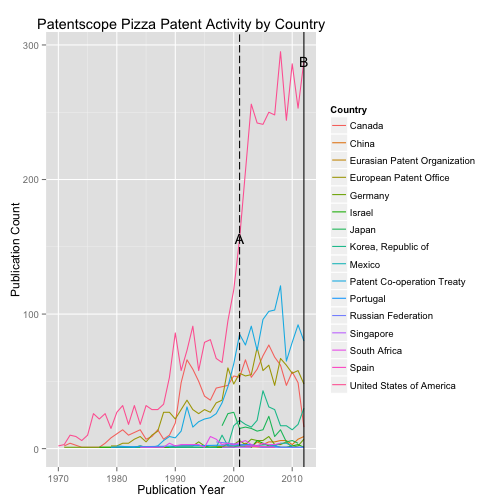 Patentscope Pizza Patent Activity by Country
300
200
100
0
Publication Count
A
B
1970
1980
1990
2000
2010
Publication Year
Country
Canada
China
Eurasian Patent Organization
European Patent Office
Germany
Israel
Japan
Korea, Republic of
Mexico
Patent Co-operation Treaty
Portugal
Russian Federation
Singapore
South Africa
Spain
United States of America